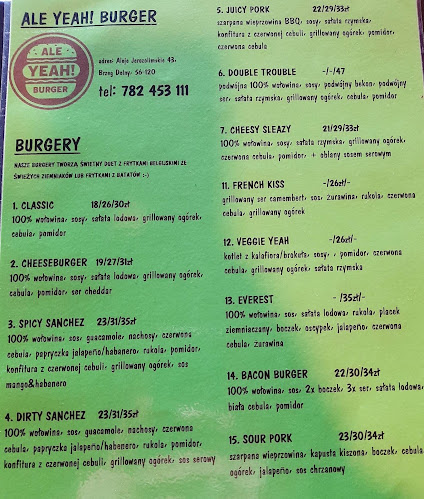 ALE YEAH! BURGER
ALE
YEAH!
BURGER
adres: Aleje Jerozolimskie 43,
Brzeg Dolny, 56-120
tel: 782 453 111
BURGERY
NASZE BURGERY TWORZĄ ŚWIETNY DUET Z FRYTKAMI BELGIJSKIMI ZE
ŚWIEŻYCH ZIEMNIAKÓW LUB FRYTKAMI Z BATATÓW :-)
1. CLASSIC 18/26/30zł
100% wołowina, sosy, sałata lodowa, grillowany ogórek,
cebula, pomidor
2. CHEESEBURGER 19/27/31zł
100% wołowina, sosy, sałata lodowa, grillowany ogórek,
cebula, pomidor, ser cheddar
3. SPICY SANCHEZ 23/31/35zł
100% wołowina, sos, guacamole, nachosy, czerwona
cebula, papryczka jalapeño/habanero, rukola, pomidor,
konfitura z czerwonej cebuli, grillowany ogórek, sos
mango&habanero
4. DIRTY SANCHEZ 23/31/35zł
100% wołowina, sos, guacamole, nachosy, czerwona
cebula, papryczka jalapeño/habanero, rukola, pomidor,
konfitura z czerwonej cebuli, grillowany ogórek, sos serowy
5. JUICY PORK 22/29/33zł
szarpana wieprzowina BBQ, sosy, sałata rzymska,
konfitura z czerwonej cebuli, grillowany ogórek, pomidor,
czerwona cebula
6. DOUBLE TROUBLE -/-/47
podwójna 100% wołowina, sosy, podwójny bekon, podwójny
ser, sałata rzymska, grillowany ogórek, cebula, pomidor
7. CHEESY SLEAZY 21/29/33zł
100% wołowina, sosy, sałata rzymska, grillowany ogórek,
czerwona cebula, pomidor, + oblany sosem serowym
11. FRENCH KISS -/26zł/-
grillowany ser camembert, sos, żurawina, rukola, czerwona
cebula, grillowany ogórek
12. VEGGIE YEAH -/26zł/-
kotlet z kalafiora/brokuła, sosy, , pomidor, czerwona
cebula, grillowany ogórek, sałata rzymska
13. EVEREST - /35zł/-
100% wołowina, sos, sałata lodowa, rukola, placek
ziemniaczany, boczek, oscypek, jalapeño, czerwona
cebula, żurawina
14. BACON BURGER 22/30/34zł
100% wołowina, sos, 2x boczek, 3x ser, sałata lodowa,
biała cebula, pomidor
15. SOUR PORK 23/30/34zł
szarpana wieprzowina, kapusta kiszona, boczek, cebula,
ogórek, jalapeño, sos chrzanowy